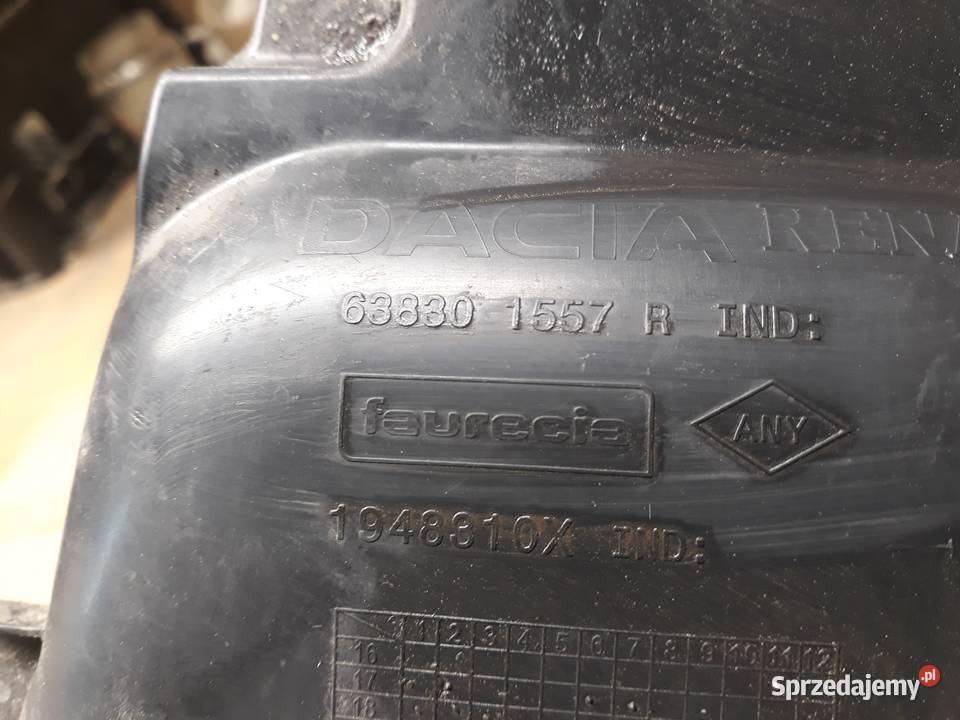 DACIA REN
63830 1557 R IND:
faurecia ANY
1948310X IND:
1 2 3 4 5 6 7 8 9 10 11 12
16
17
18
Sprzedajemy.pl